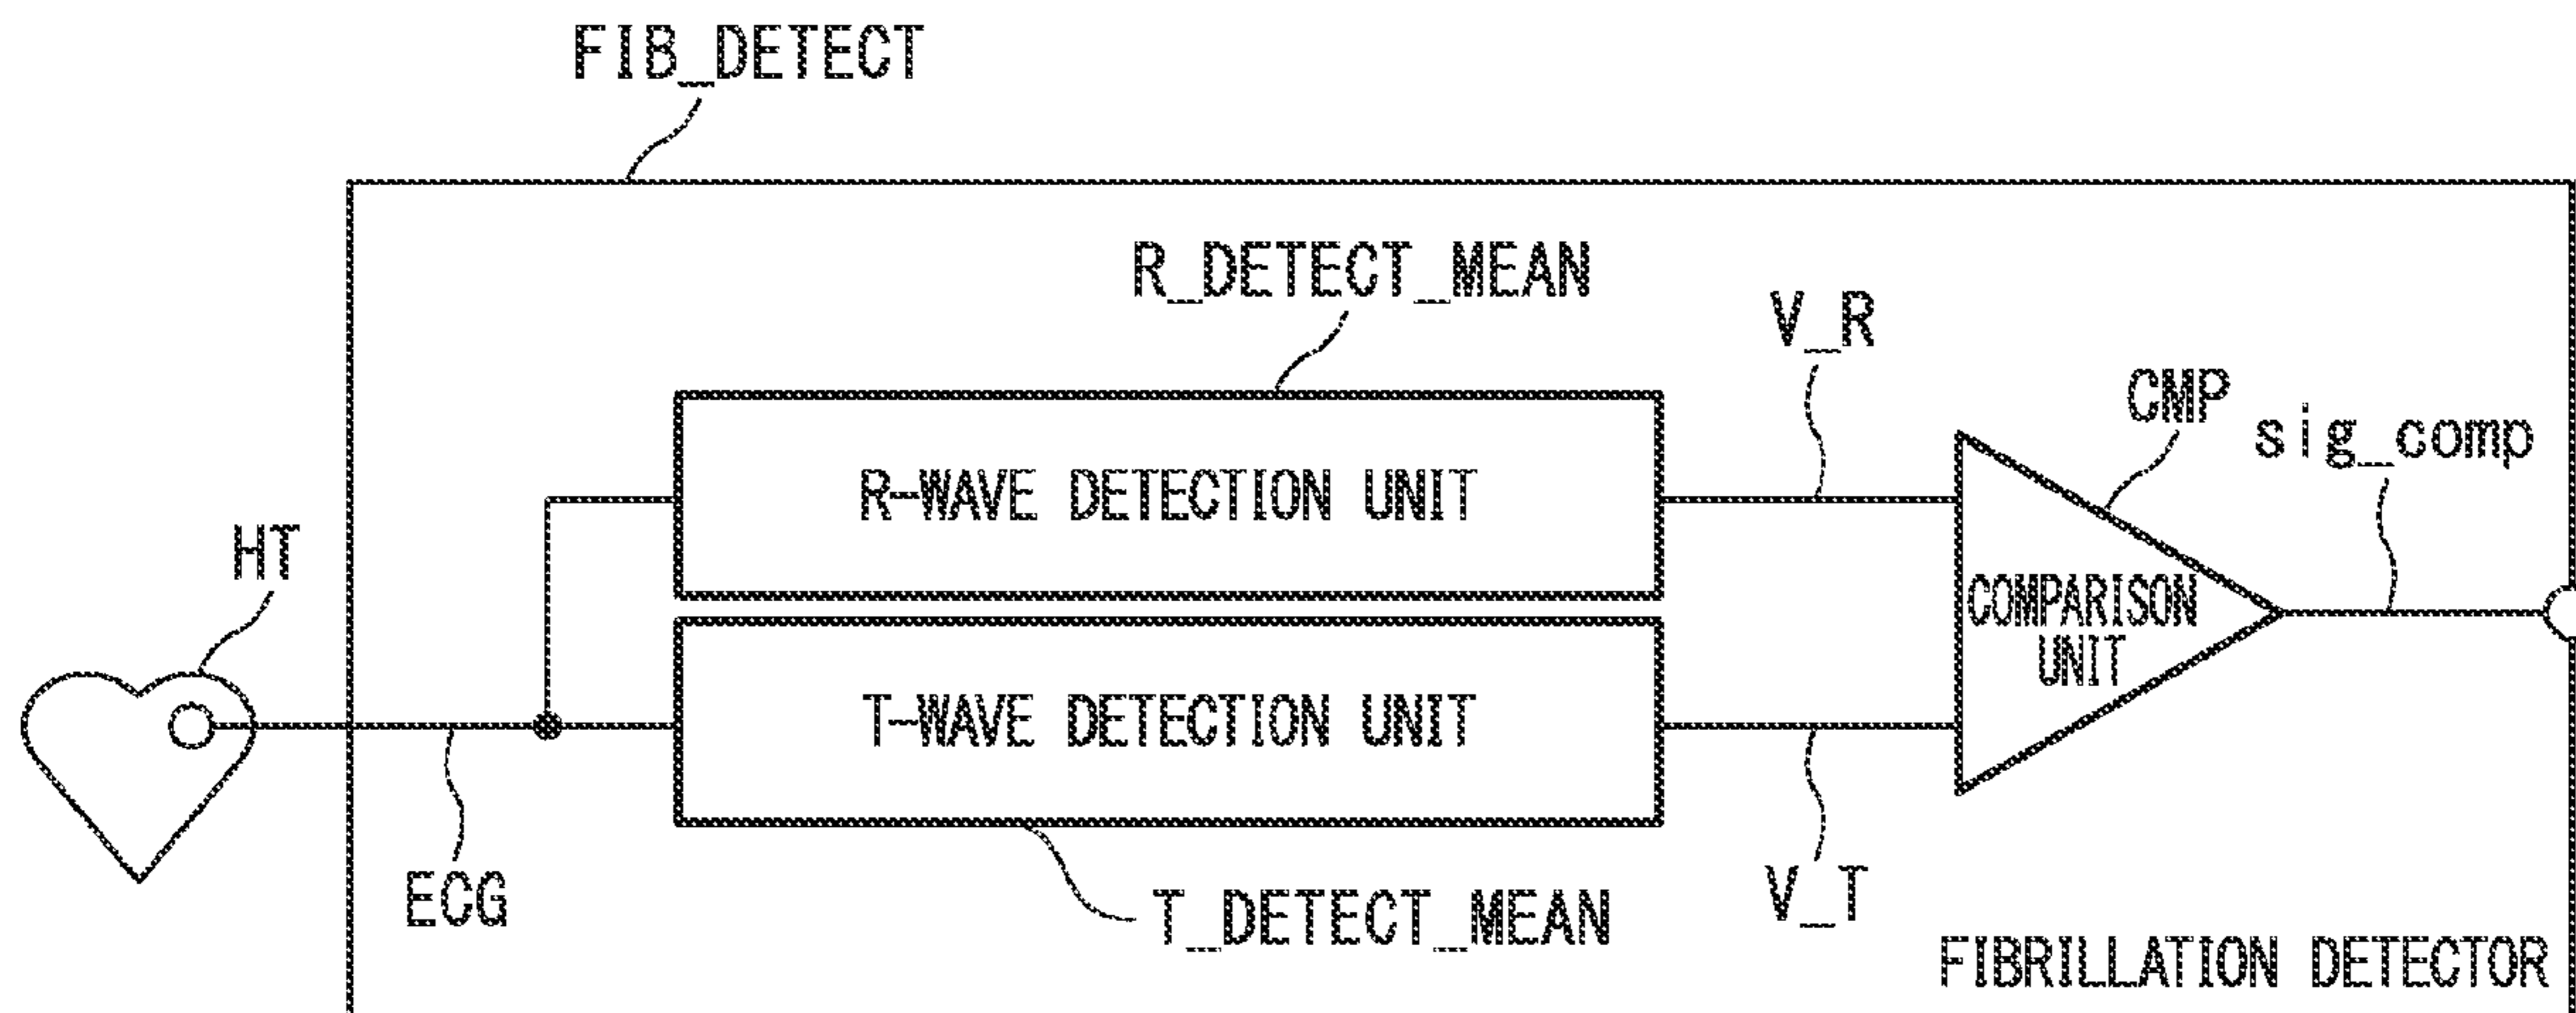 FIB_DETECT
R_DETECT_MEAN
V_R
CMP
sig_comp
R-WAVE DETECTION UNIT
HT
COMPARISON
UNIT
T-WAVE DETECTION UNIT
ECG
T_DETECT_MEAN
V_T
FIBRILLATION DETECTOR